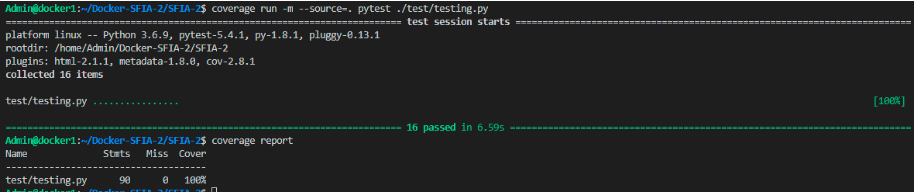 Admin@docker1:~/Docker-SFIA-2/SFIA-2$ coverage run -m --source=. pytest ./test/testing.py
============================= test session starts =============================
platform linux -- Python 3.6.9, pytest-5.4.1, py-1.8.1, pluggy-0.13.1
rootdir: /home/Admin/Docker-SFIA-2/SFIA-2
plugins: html-2.1.1, metadata-1.8.0, cov-2.8.1
collected 16 items
test/testing.py ................ [100%]
============================= 16 passed in 6.59s =============================
Admin@docker1:~/Docker-SFIA-2/SFIA-2$ coverage report
Name Stmts Miss Cover
-------------------------------------
test/testing.py 90 0 100%
Admin@docker1:~/Docker-SFIA-2/SFIA-2$